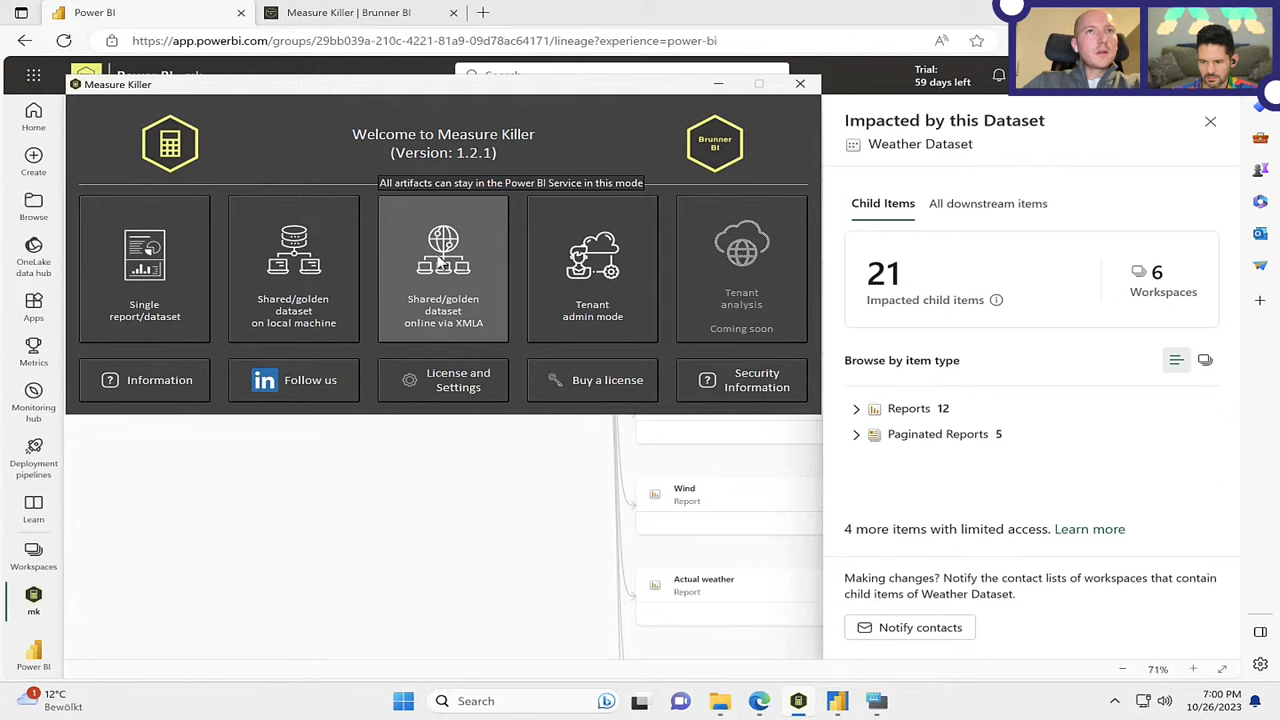 Power BI
Measure Killer | Brunner BI
https://app.powerbi.com/groups/29bb039a-210c-4221-81a9-09d78ac64171/lineage?experience=power-bi
Search
Trial:
59 days left
Home
Create
Browse
OneLake
data hub
Apps
Metrics
Monitoring
hub
Deployment
pipelines
Learn
Workspaces
mk
Power BI
Measure Killer
Welcome to Measure Killer
(Version: 1.2.1)
Brunner
BI
All artifacts can stay in the Power BI Service in this mode
Single
report/dataset
Shared/golden
dataset
on local machine
Shared/golden
dataset
online via XMLA
Tenant
admin mode
Tenant
analysis
Coming soon
Information
Follow us
License and
Settings
Buy a license
Security
Information
Wind
Report
Actual weather
Report
Impacted by this Dataset
Weather Dataset
Child Items
All downstream items
21
Impacted child items
6
Workspaces
Browse by item type
Reports 12
Paginated Reports 5
4 more items with limited access. Learn more
Making changes? Notify the contact lists of workspaces that contain
child items of Weather Dataset.
Notify contacts
71%
1
12°C
Bewölkt
Search
7:00 PM
10/26/2023